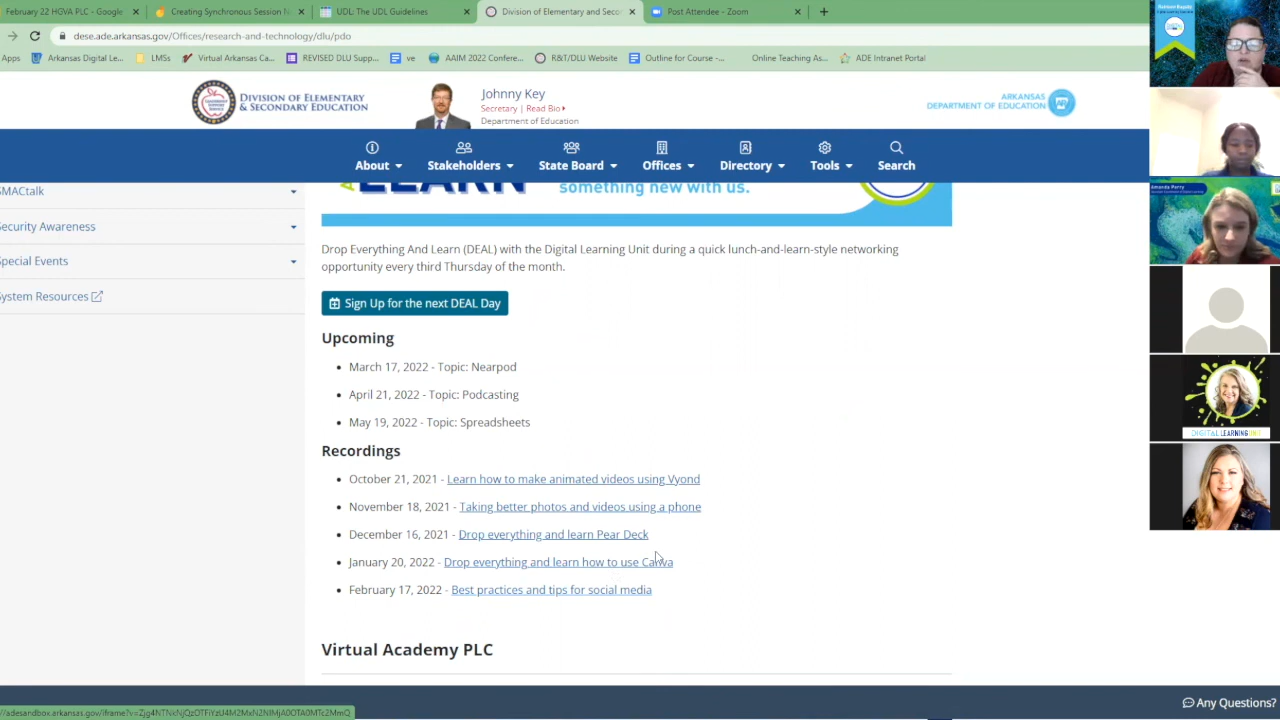 February 22 HGVA PLC - Google
Creating Synchronous Session N
UDL The UDL Guidelines
Division of Elementary and Seco
Post Attendee - Zoom
dese.ade.arkansas.gov/Offices/research-and-technology/dlu/pdo
Apps
Arkansas Digital Le...
LMSs
Virtual Arkansas Ca...
REVISED DLU Supp...
ve
AAIM 2022 Confere...
R&T/DLU Website
Outline for Course -...
Online Teaching As...
ADE Intranet Portal
DIVISION OF ELEMENTARY
& SECONDARY EDUCATION
Johnny Key
Secretary | Read Bio
Department of Education
ARKANSAS
DEPARTMENT OF EDUCATION
About
Stakeholders
State Board
Offices
Directory
Tools
Search
SMACtalk
Security Awareness
Special Events
System Resources
LEARN
something new with us.
Drop Everything And Learn (DEAL) with the Digital Learning Unit during a quick lunch-and-learn-style networking
opportunity every third Thursday of the month.
Sign Up for the next DEAL Day
Upcoming
March 17, 2022 - Topic: Nearpod
April 21, 2022 - Topic: Podcasting
May 19, 2022 - Topic: Spreadsheets
Recordings
October 21, 2021 - Learn how to make animated videos using Vyond
November 18, 2021 - Taking better photos and videos using a phone
December 16, 2021 - Drop everything and learn Pear Deck
January 20, 2022 - Drop everything and learn how to use Canva
February 17, 2022 - Best practices and tips for social media
Virtual Academy PLC
Any Questions?
Amanda Perry
DIGITAL LEARNING UNIT